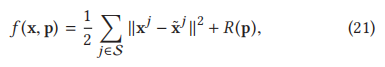 f(x, p) = 1/2 ∑_{j∈S} ||x^j − x̃^j||² + R(p), (21)